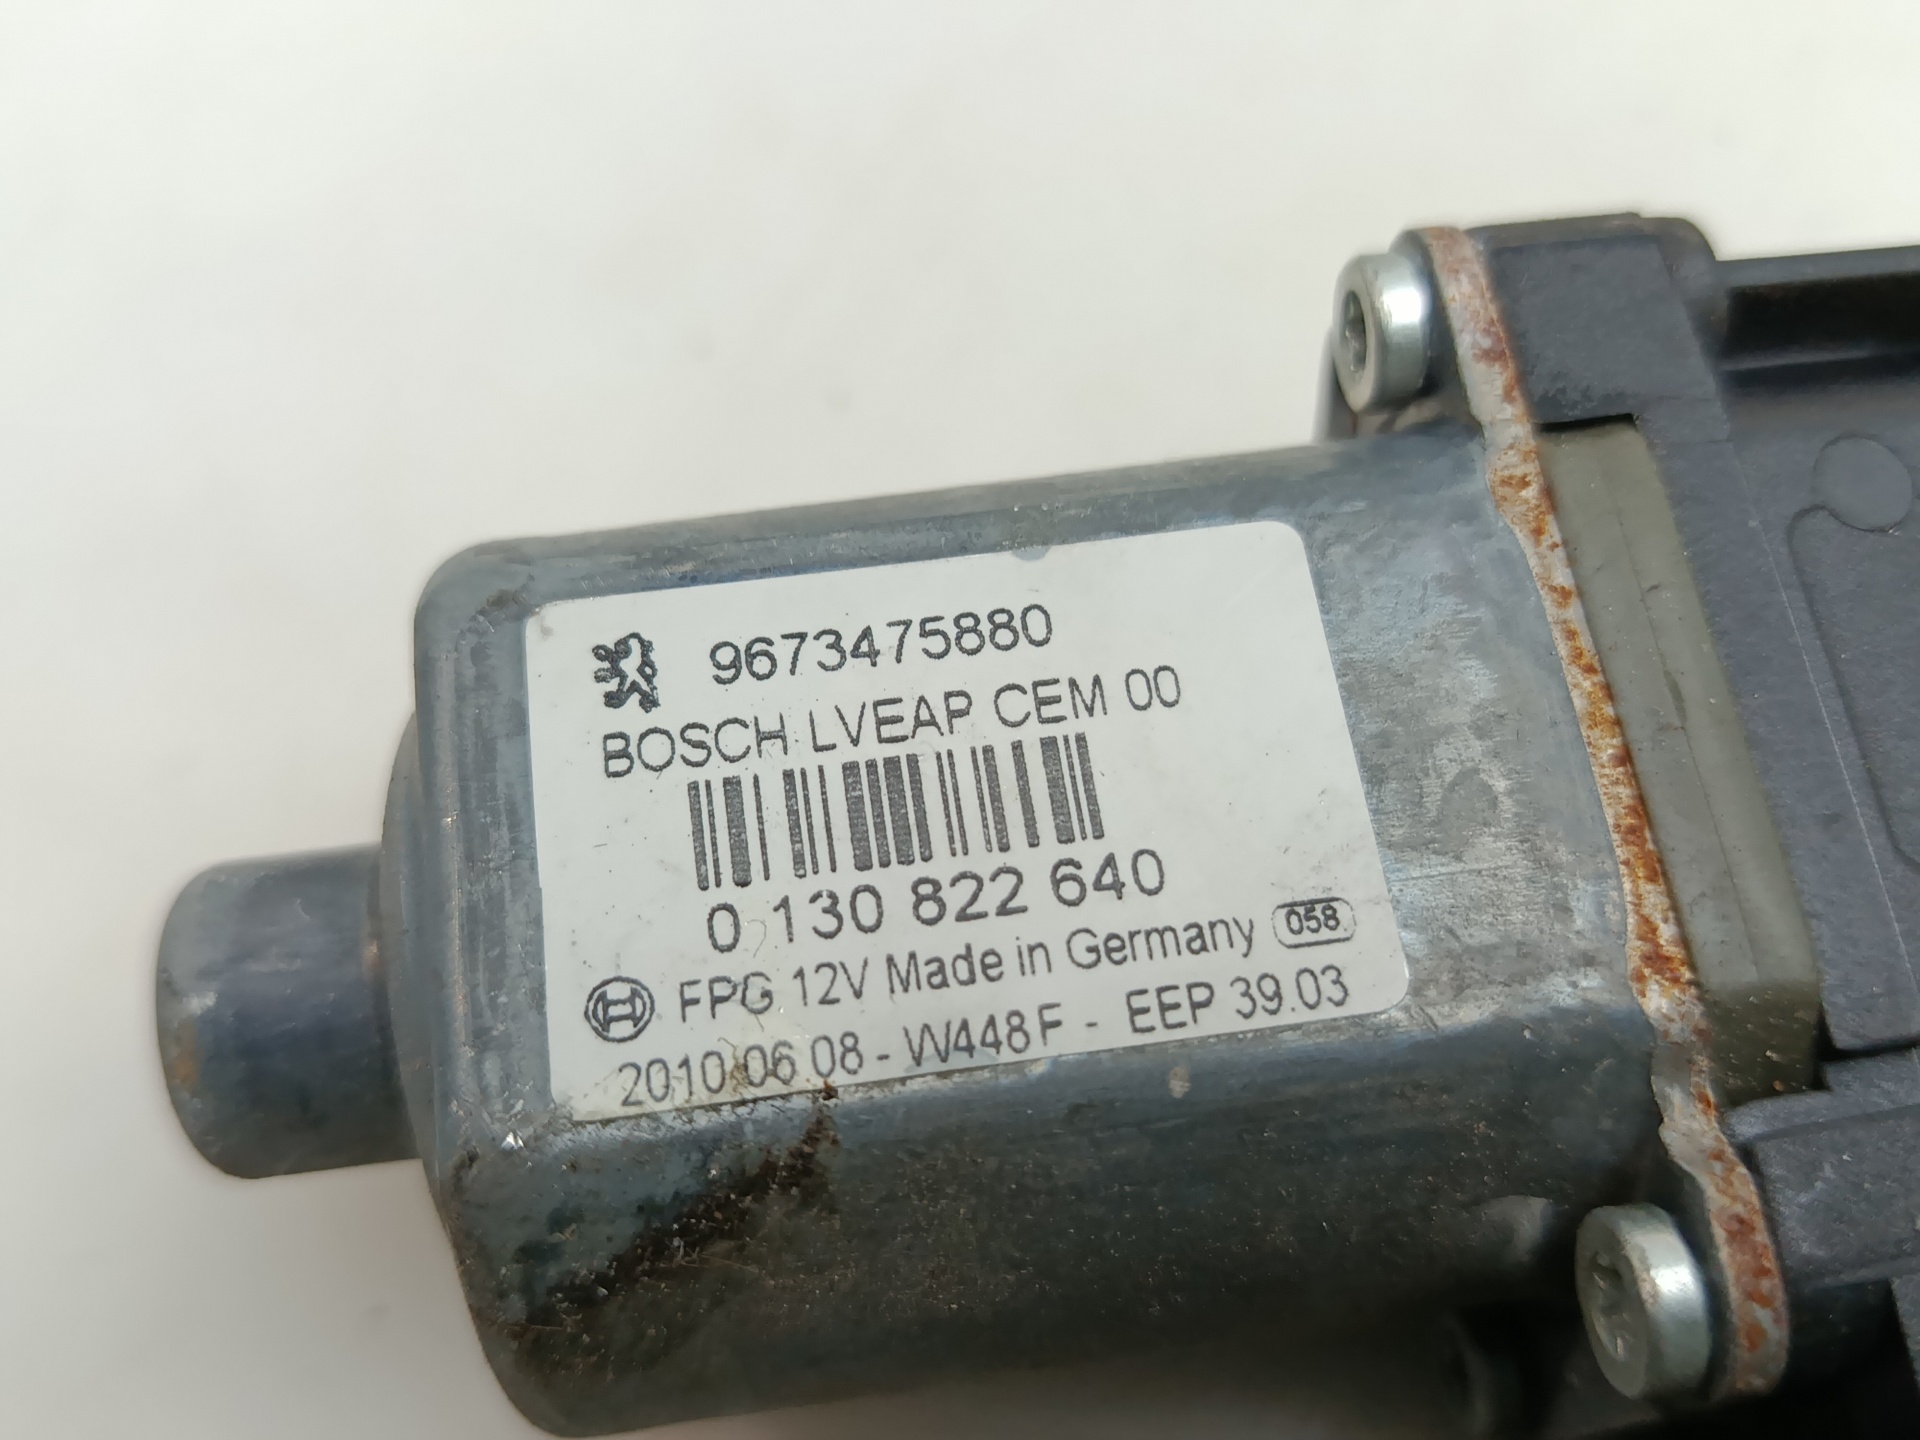 9673475880
BOSCH LVEAP CEM 00
0 130 822 640
FPG 12V Made in Germany 058
2010 06 08 - W448F - EEP 39.03